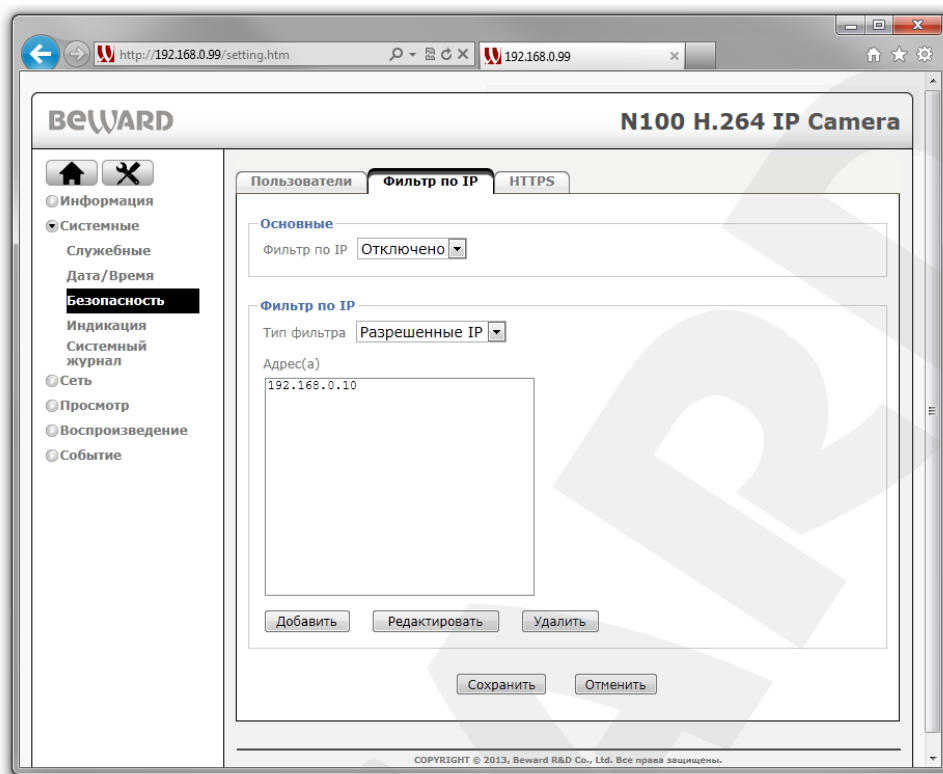 http://192.168.0.99/setting.htm
192.168.0.99
BEWARD
N100 H.264 IP Camera
Информация
Системные
Служебные
Дата/Время
Безопасность
Индикация
Системный
журнал
Сеть
Просмотр
Воспроизведение
Событие
Пользователи
Фильтр по IP
HTTPS
Основные
Фильтр по IP Отключено
Фильтр по IP
Тип фильтра Разрешенные IP
Адрес(а)
192.168.0.10
Добавить
Редактировать
Удалить
Сохранить
Отменить
COPYRIGHT © 2013, Beward R&D Co., Ltd. Все права защищены.